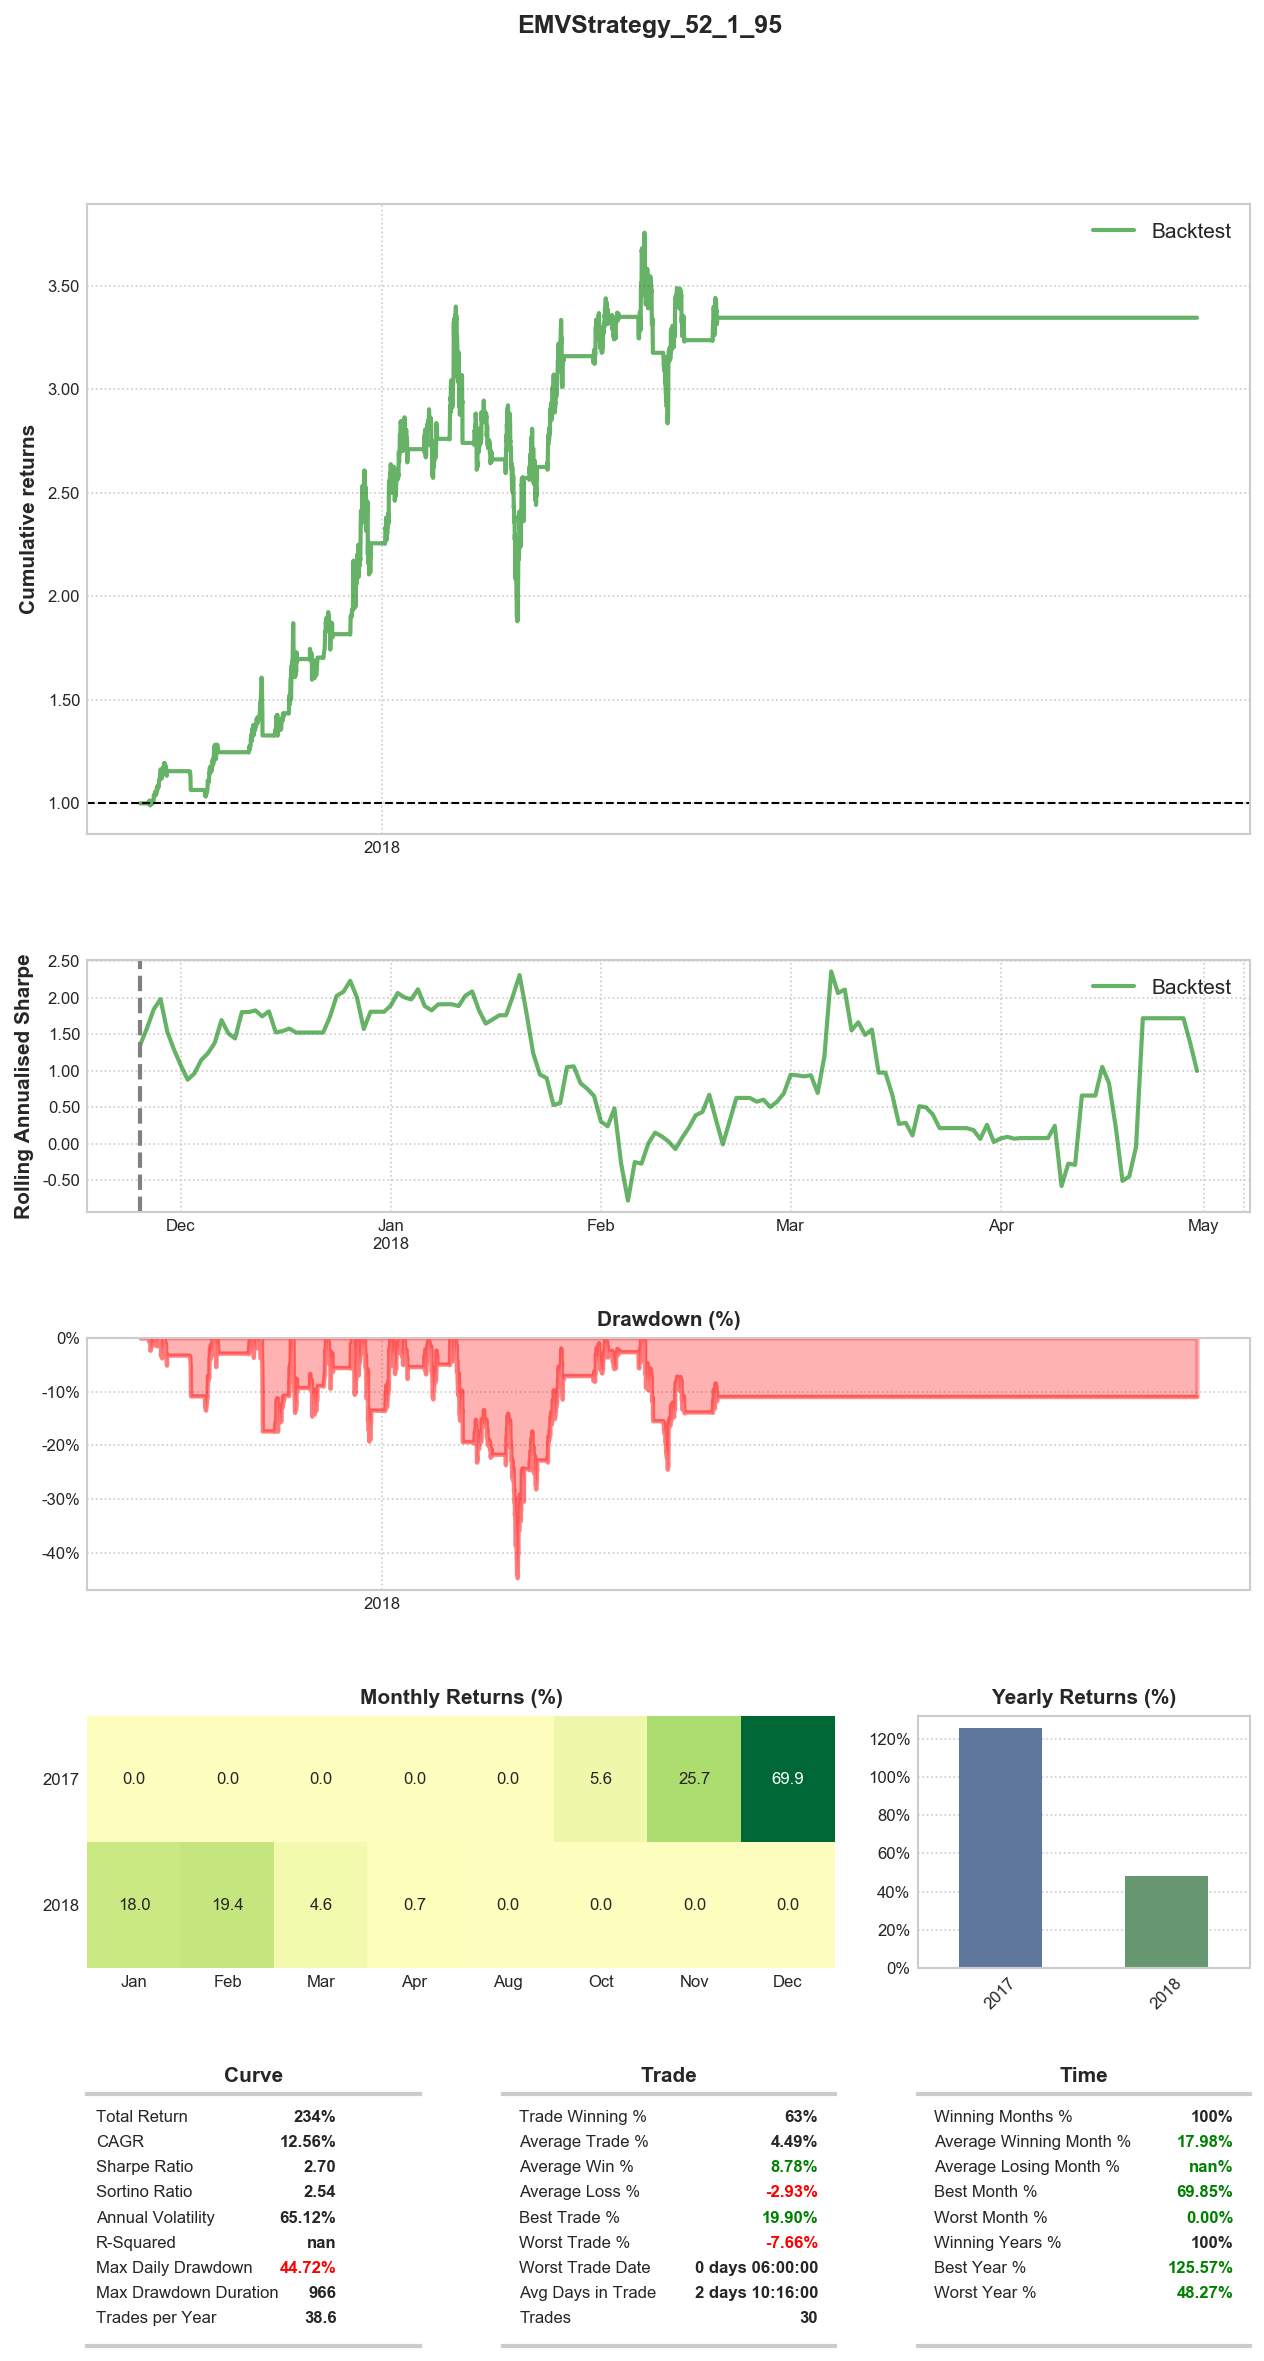 EMVStrategy_52_1_95
Backtest
Cumulative returns
3.50
3.00
2.50
2.00
1.50
1.00
2018
Rolling Annualised Sharpe
Backtest
2.50
2.00
1.50
1.00
0.50
0.00
-0.50
Dec Jan Feb Mar Apr May
2018
Drawdown (%)
0%
-10%
-20%
-30%
-40%
2018
Monthly Returns (%)
2017 0.0 0.0 0.0 0.0 0.0 5.6 25.7 69.9
2018 18.0 19.4 4.6 0.7 0.0 0.0 0.0 0.0
Jan Feb Mar Apr Aug Oct Nov Dec
Yearly Returns (%)
120%
100%
80%
60%
40%
20%
0%
2017 2018
Curve
Total Return 234%
CAGR 12.56%
Sharpe Ratio 2.70
Sortino Ratio 2.54
Annual Volatility 65.12%
R-Squared nan
Max Daily Drawdown 44.72%
Max Drawdown Duration 966
Trades per Year 38.6
Trade
Trade Winning % 63%
Average Trade % 4.49%
Average Win % 8.78%
Average Loss % -2.93%
Best Trade % 19.90%
Worst Trade % -7.66%
Worst Trade Date 0 days 06:00:00
Avg Days in Trade 2 days 10:16:00
Trades 30
Time
Winning Months % 100%
Average Winning Month % 17.98%
Average Losing Month % nan%
Best Month % 69.85%
Worst Month % 0.00%
Winning Years % 100%
Best Year % 125.57%
Worst Year % 48.27%